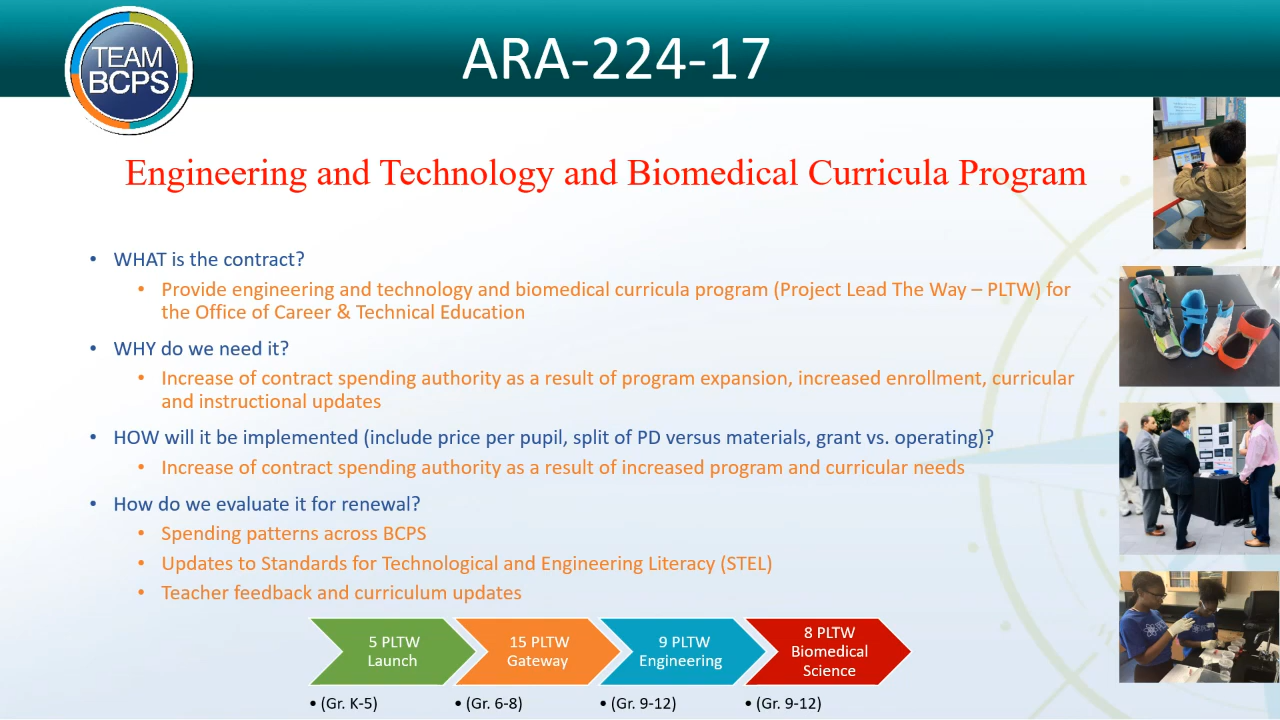 TEAM
BCPS
ARA-224-17
Engineering and Technology and Biomedical Curricula Program
• WHAT is the contract?
• Provide engineering and technology and biomedical curricula program (Project Lead The Way – PLTW) for
the Office of Career & Technical Education
• WHY do we need it?
• Increase of contract spending authority as a result of program expansion, increased enrollment, curricular
and instructional updates
• HOW will it be implemented (include price per pupil, split of PD versus materials, grant vs. operating)?
• Increase of contract spending authority as a result of increased program and curricular needs
• How do we evaluate it for renewal?
• Spending patterns across BCPS
• Updates to Standards for Technological and Engineering Literacy (STEL)
• Teacher feedback and curriculum updates
5 PLTW
Launch
15 PLTW
Gateway
9 PLTW
Engineering
8 PLTW
Biomedical
Science
• (Gr. K-5)
• (Gr. 6-8)
• (Gr. 9-12)
• (Gr. 9-12)